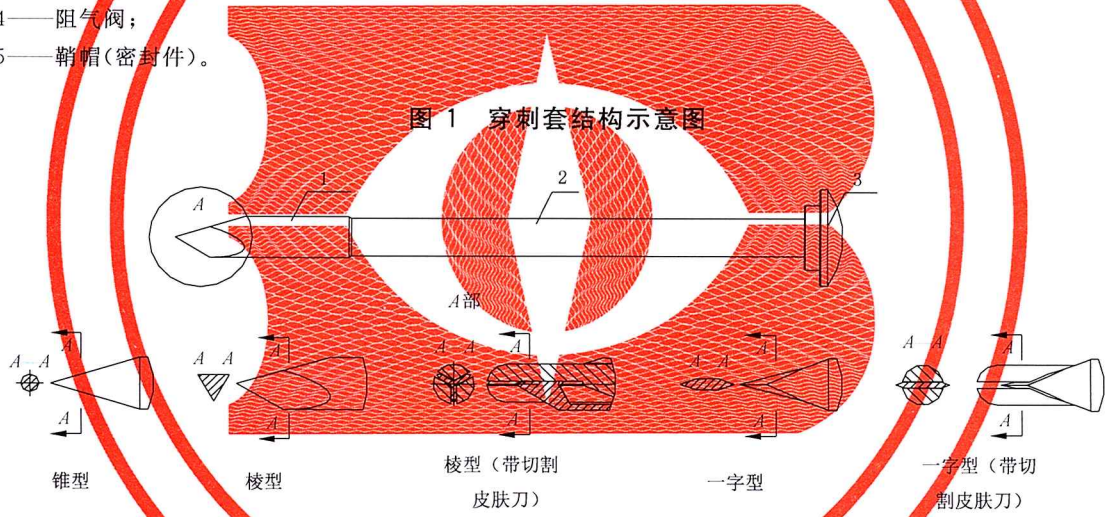 4——阻气阀；
5——鞘帽(密封件)。
图 1 穿刺套结构示意图
1
2
3
A
A部
A—A
A
A
A A
A
A
A A
A
A
A A
A
A
A—A
A
A
锥型
棱型
棱型（带切割
皮肤刀）
一字型
一字型（带切
割皮肤刀）